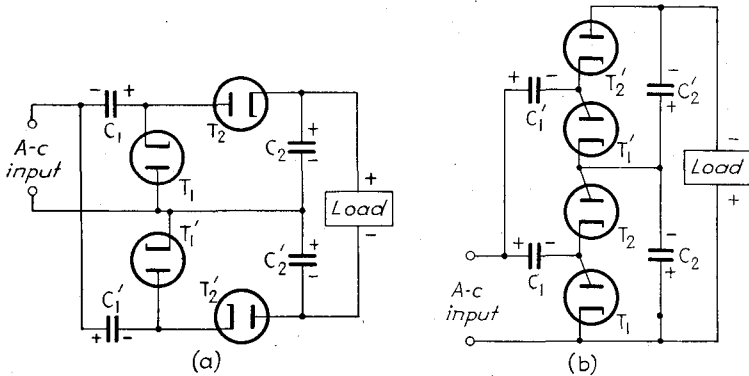 A-c
input
- +
C₁
T₁
T₂
C₂
+
-
+
Load
-
T₁'
C₁'
+ -
T₂'
C₂'
+
-
(a)
A-c
input
+ -
C₁'
+ -
C₁
T₂'
T₁'
T₂
T₁
-
+
C₂'
-
+
C₂
-
Load
+
(b)